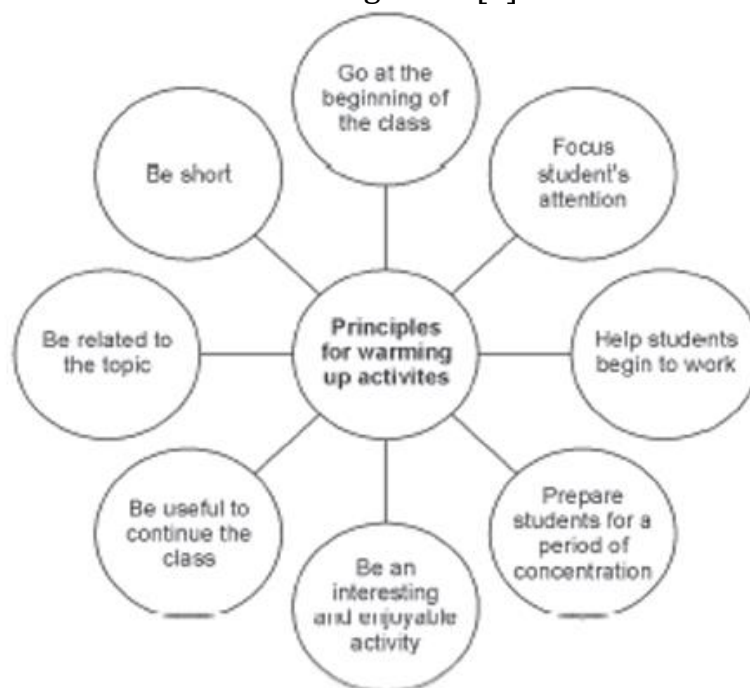 Go at the
beginning of
the class
Focus
student's
attention
Help students
begin to work
Prepare
students for a
period of
concentration
Be an
interesting
and enjoyable
activity
Be useful to
continue the
class
Be related to
the topic
Be short
Principles
for warming
up activites